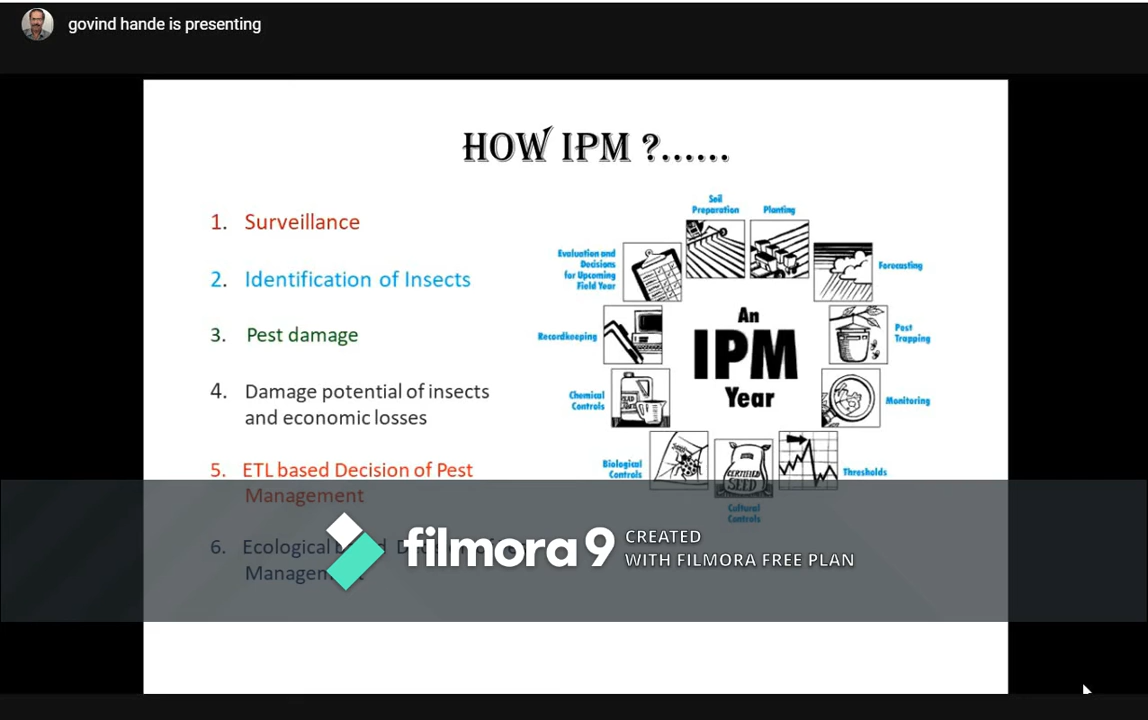 govind hande is presenting
HOW IPM ?......
1. Surveillance
2. Identification of Insects
3. Pest damage
4. Damage potential of insects
and economic losses
5. ETL based Decision of Pest
Management
6. Ecological
Management
Soil
Preparation
Planting
Forecasting
Pest
Trapping
Monitoring
Thresholds
Cultural
Controls
CERTIFIED
SEED
Biological
Controls
Chemical
Controls
Recordkeeping
Evaluation and
Decisions
for Upcoming
Field Year
An
IPM
Year
filmora 9
CREATED
WITH FILMORA FREE PLAN